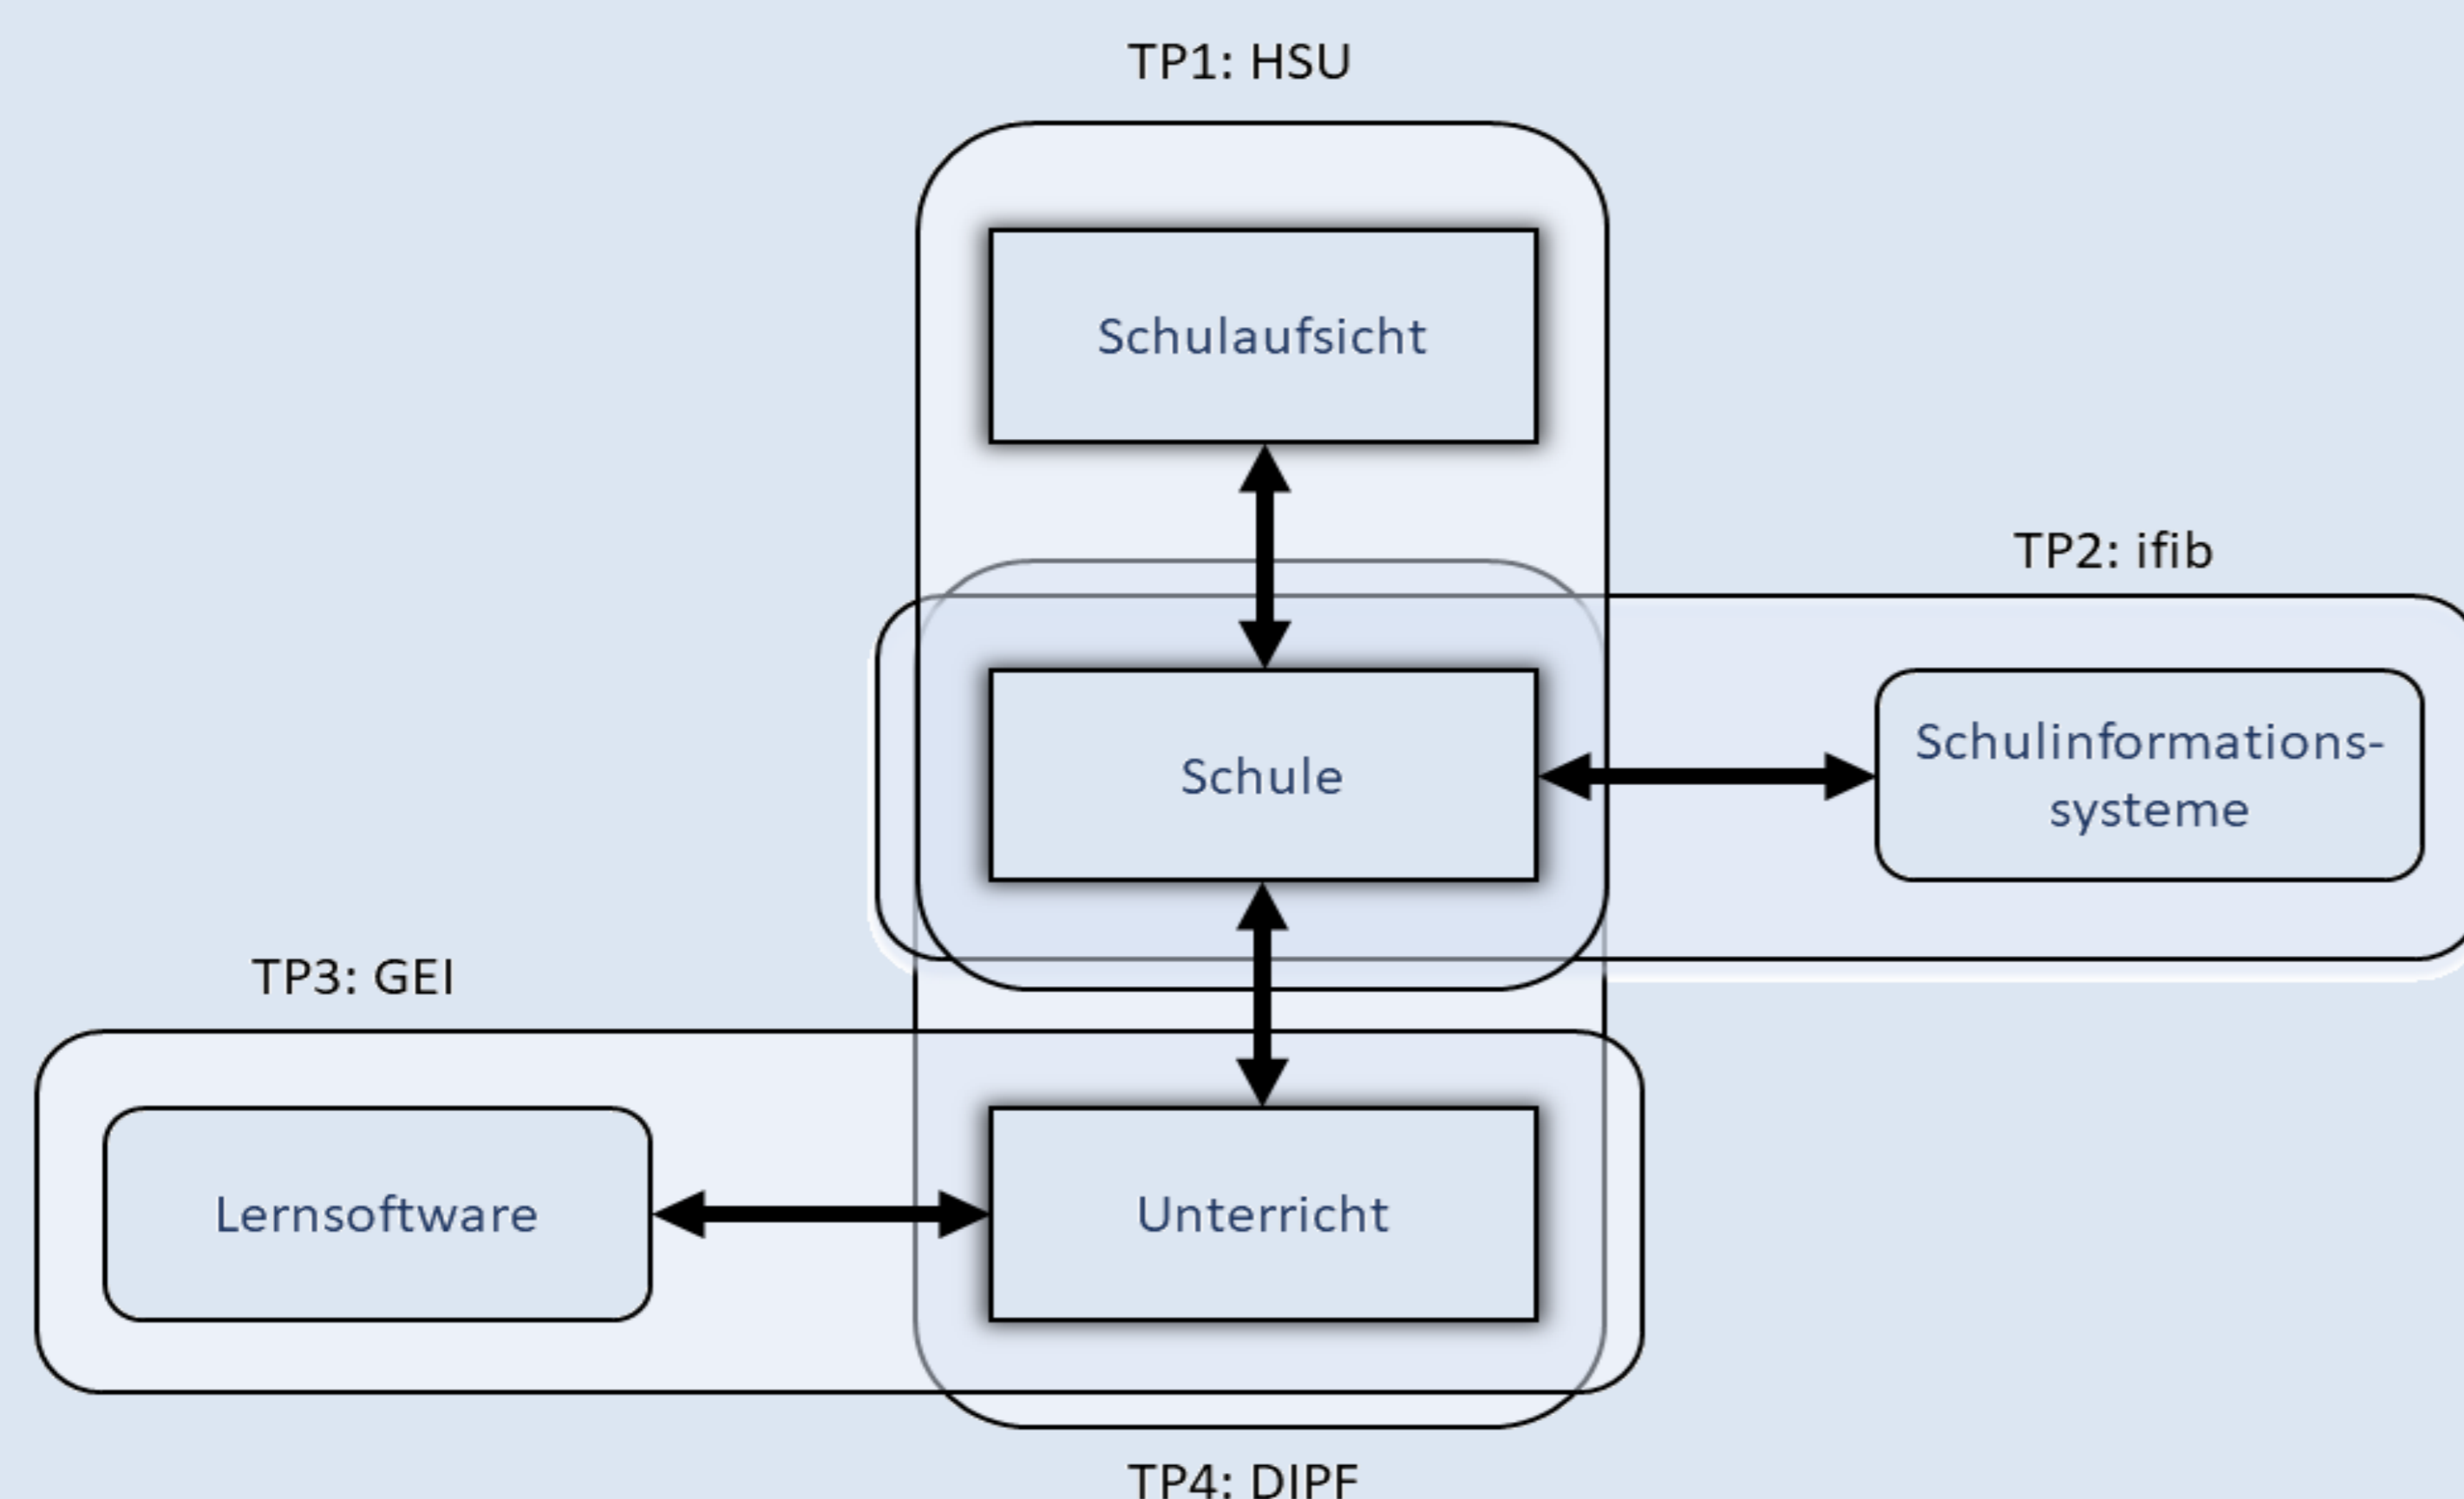 TP1: HSU
Schulaufsicht
TP2: ifib
Schule
Schulinformations-
systeme
TP3: GEI
Lernsoftware
Unterricht
TP4: DIPF